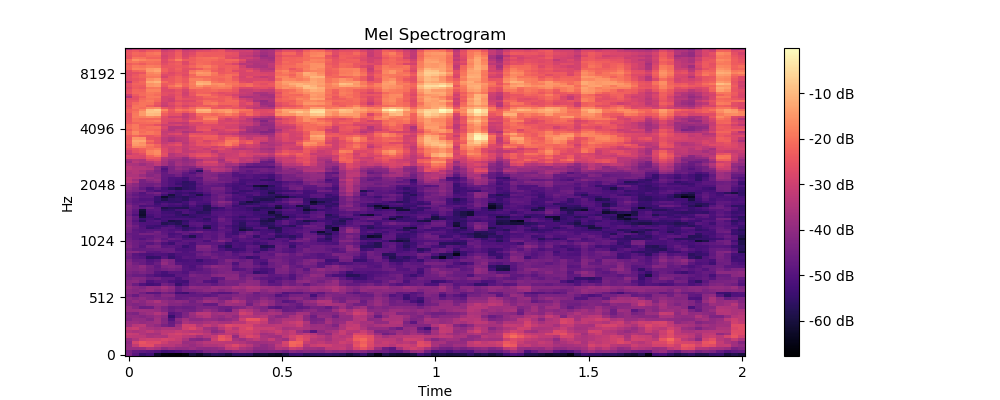 Mel Spectrogram
8192
4096
2048
1024
512
0
Hz
0
0.5
1
1.5
2
Time
-10 dB
-20 dB
-30 dB
-40 dB
-50 dB
-60 dB